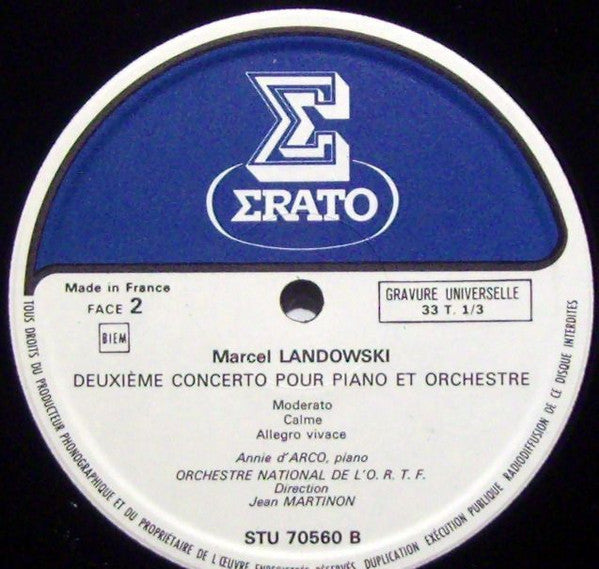 Σ
ΣRATO
Made in France
FACE 2
BIEM
GRAVURE UNIVERSELLE
33 T. 1/3
Marcel LANDOWSKI
DEUXIÈME CONCERTO POUR PIANO ET ORCHESTRE
Moderato
Calme
Allegro vivace
Annie d'ARCO, piano
ORCHESTRE NATIONAL DE L'O. R. T. F.
Direction
Jean MARTINON
STU 70560 B
TOUS DROITS DU PRODUCTEUR PHONOGRAPHIQUE ET DU PROPRIÉTAIRE DE L'ŒUVRE ENREGISTRÉE RÉSERVÉS. DUPLICATION EXÉCUTION PUBLIQUE RADIODIFFUSION DE CE DISQUE INTERDITES